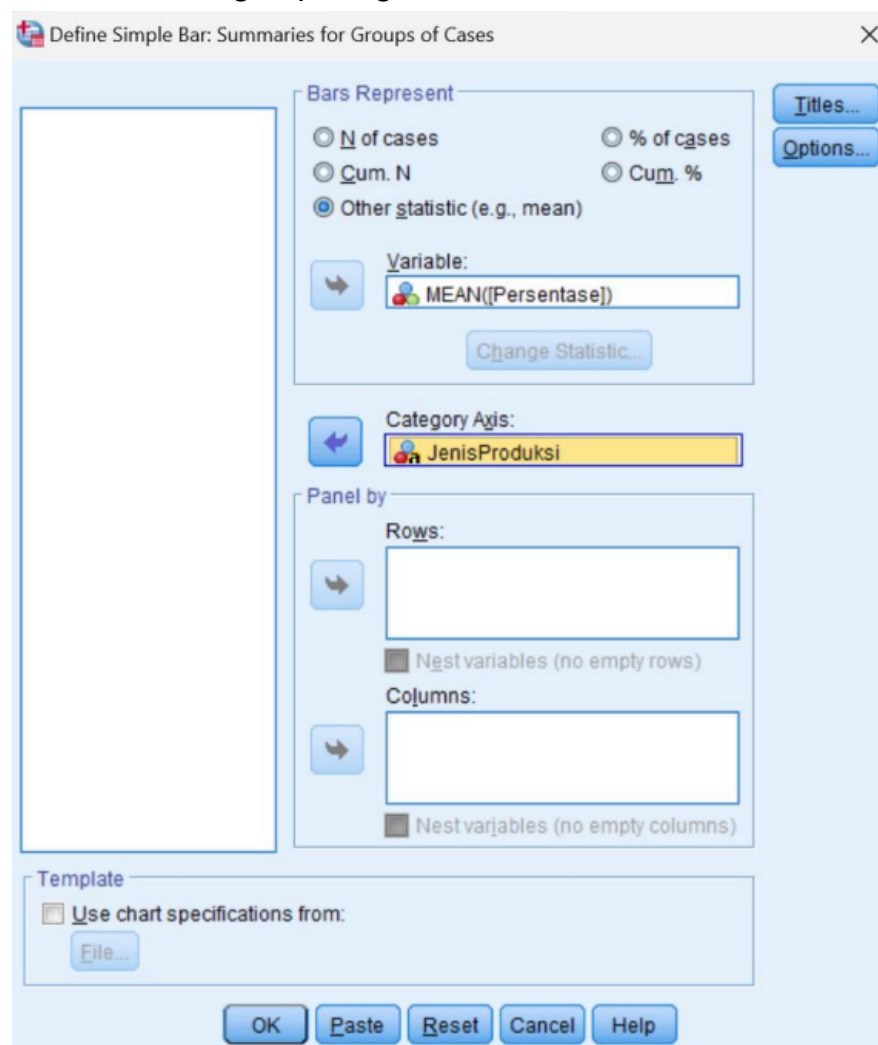 Define Simple Bar: Summaries for Groups of Cases
Bars Represent
N of cases
% of cases
Cum. N
Cum. %
Other statistic (e.g., mean)
Variable:
MEAN([Persentase])
Change Statistic...
Category Axis:
JenisProduksi
Panel by
Rows:
Nest variables (no empty rows)
Columns:
Nest variables (no empty columns)
Titles...
Options...
Template
Use chart specifications from:
File...
OK
Paste
Reset
Cancel
Help